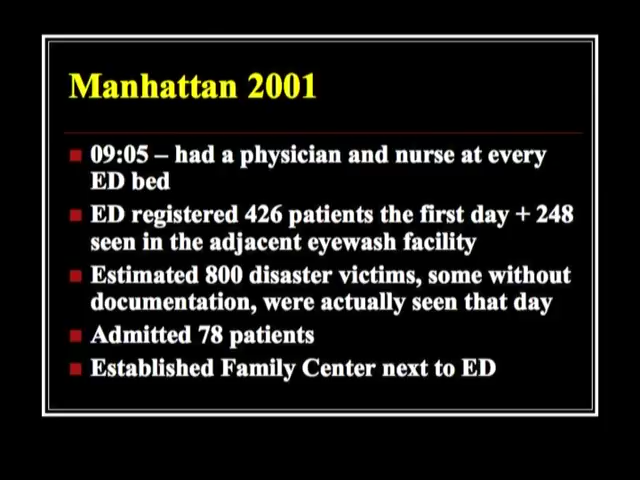 Manhattan 2001
09:05 – had a physician and nurse at every
ED bed
ED registered 426 patients the first day + 248
seen in the adjacent eyewash facility
Estimated 800 disaster victims, some without
documentation, were actually seen that day
Admitted 78 patients
Established Family Center next to ED